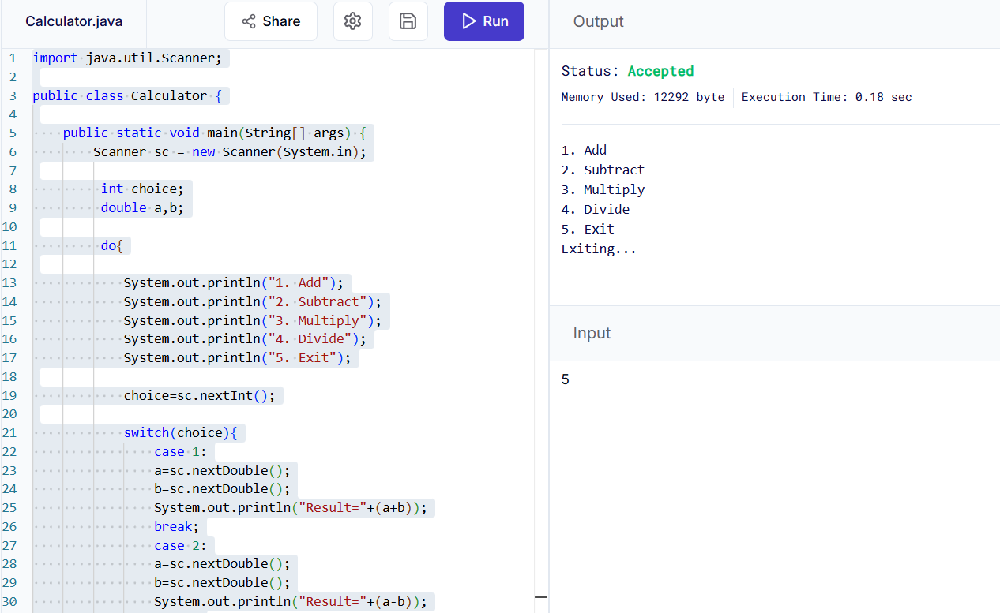 Calculator.java
Share
Run
1 import java.util.Scanner;
2
3 public class Calculator {
4
5 public static void main(String[] args) {
6 Scanner sc = new Scanner(System.in);
7
8 int choice;
9 double a,b;
10
11 do{
12
13 System.out.println("1. Add");
14 System.out.println("2. Subtract");
15 System.out.println("3. Multiply");
16 System.out.println("4. Divide");
17 System.out.println("5. Exit");
18
19 choice=sc.nextInt();
20
21 switch(choice){
22 case 1:
23 a=sc.nextDouble();
24 b=sc.nextDouble();
25 System.out.println("Result="+(a+b));
26 break;
27 case 2:
28 a=sc.nextDouble();
29 b=sc.nextDouble();
30 System.out.println("Result="+(a-b));
Output
Status: Accepted
Memory Used: 12292 byte Execution Time: 0.18 sec
1. Add
2. Subtract
3. Multiply
4. Divide
5. Exit
Exiting...
Input
5